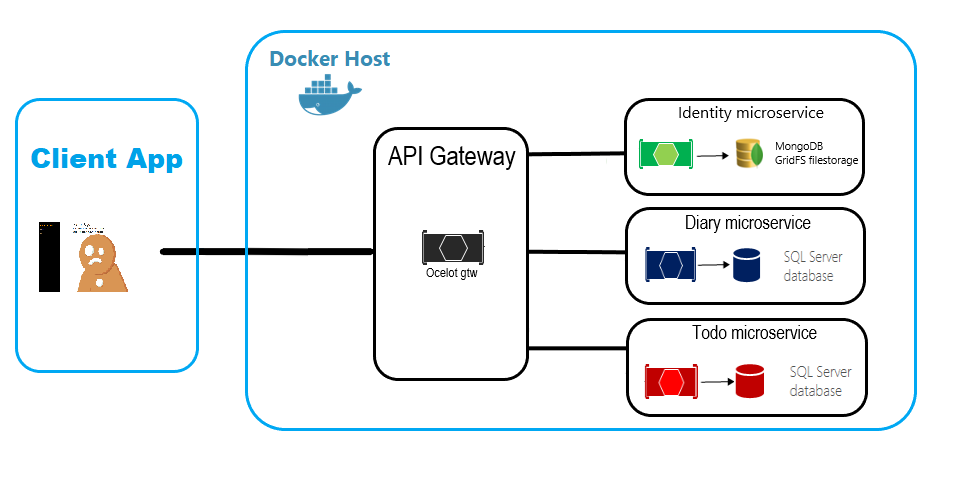 Docker Host
Client App
API Gateway
Ocelot gtw
Identity microservice
MongoDB
GridFS filestorage
Diary microservice
SQL Server
database
Todo microservice
SQL Server
database